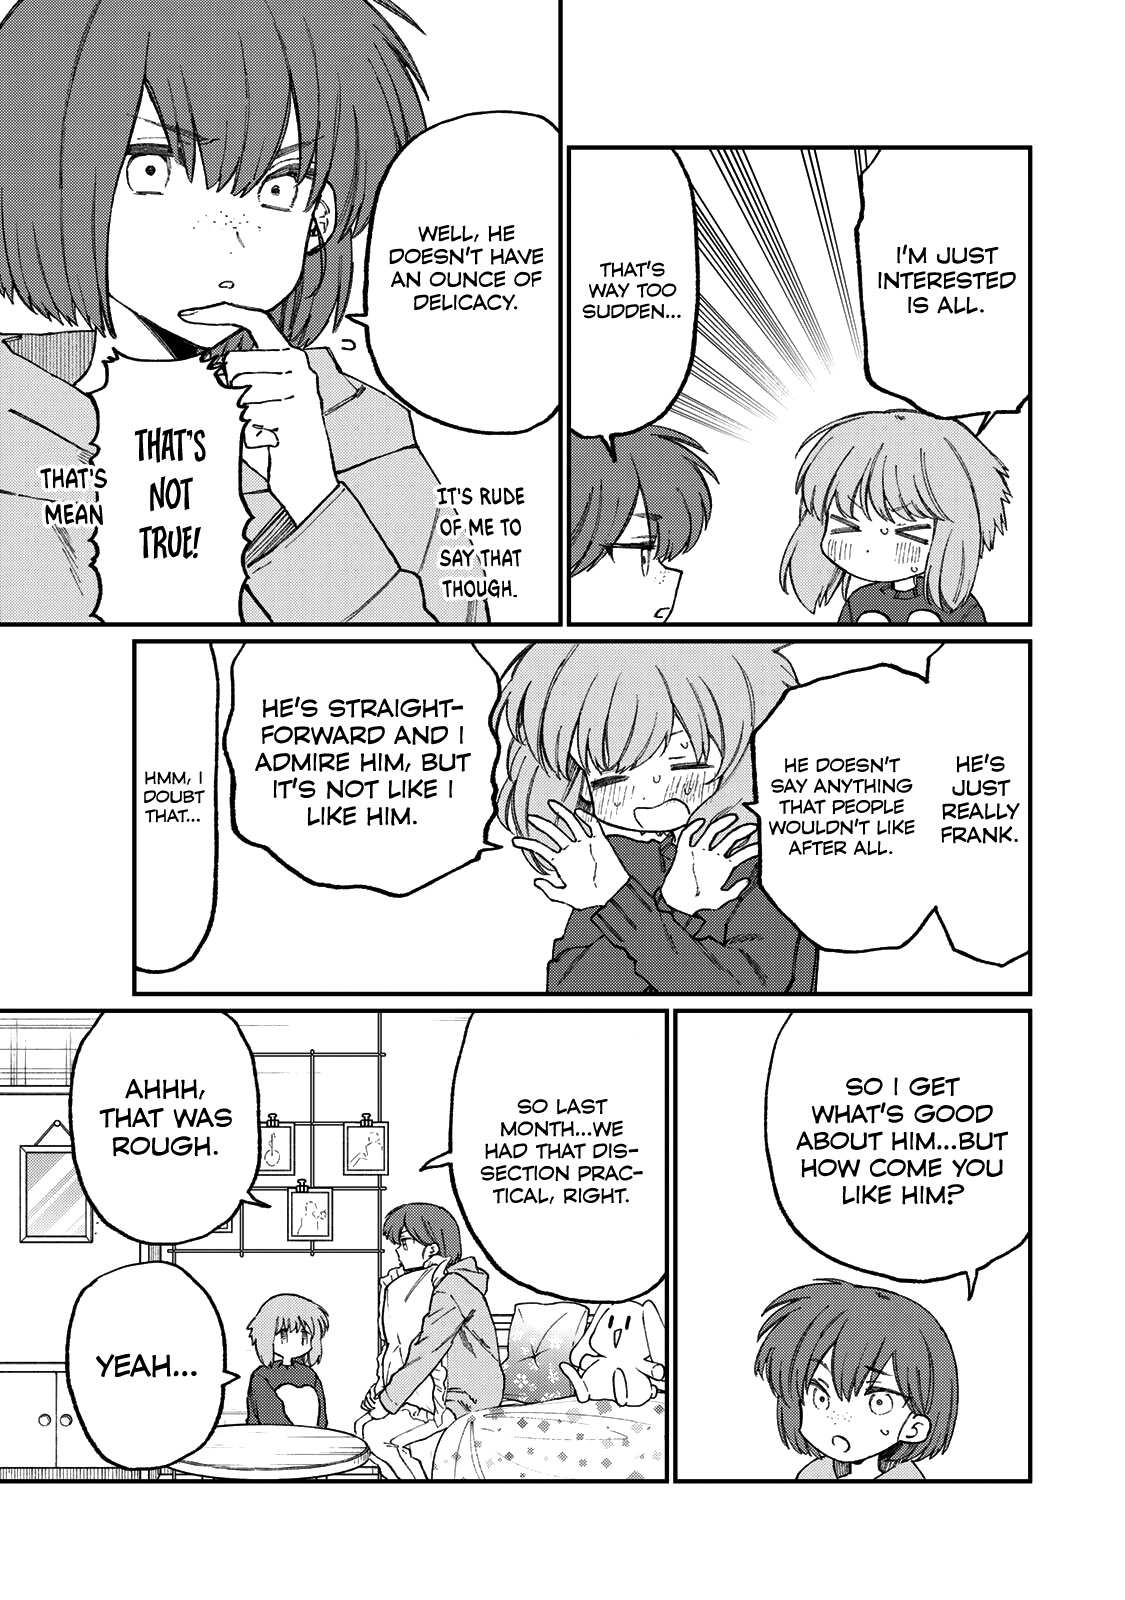 I'M JUST
INTERESTED
IS ALL.
THAT'S
WAY TOO
SUDDEN...
WELL, HE
DOESN'T HAVE
AN OUNCE OF
DELICACY.
IT'S RUDE
OF ME TO
SAY THAT
THOUGH.
THAT'S
NOT
TRUE!
THAT'S
MEAN
HE'S
JUST
REALLY
FRANK.
HE DOESN'T
SAY ANYTHING
THAT PEOPLE
WOULDN'T LIKE
AFTER ALL.
HE'S STRAIGHT-
FORWARD AND I
ADMIRE HIM, BUT
IT'S NOT LIKE I
LIKE HIM.
HMM, I
DOUBT
THAT...
SO I GET
WHAT'S GOOD
ABOUT HIM...BUT
HOW COME YOU
LIKE HIM?
SO LAST
MONTH...WE
HAD THAT DIS-
SECTION PRAC-
TICAL, RIGHT.
AHHH,
THAT WAS
ROUGH.
YEAH...